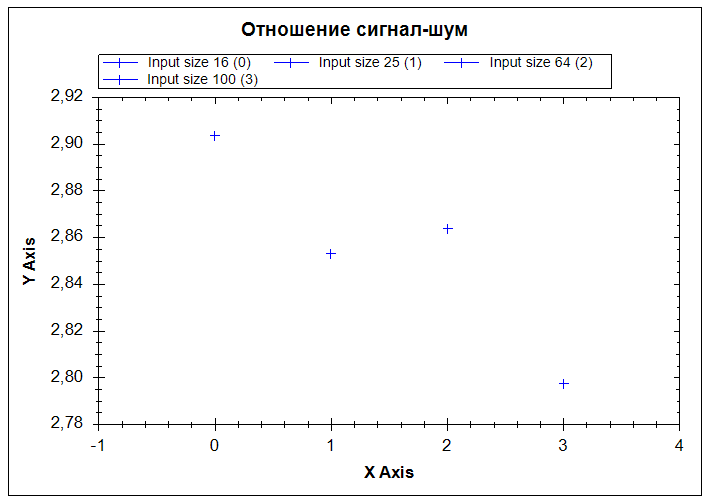 Отношение сигнал-шум
Input size 16 (0) Input size 25 (1) Input size 64 (2)
Input size 100 (3)
2,92
2,90
2,88
2,86
2,84
2,82
2,80
2,78
Y Axis
-1 0 1 2 3 4
X Axis